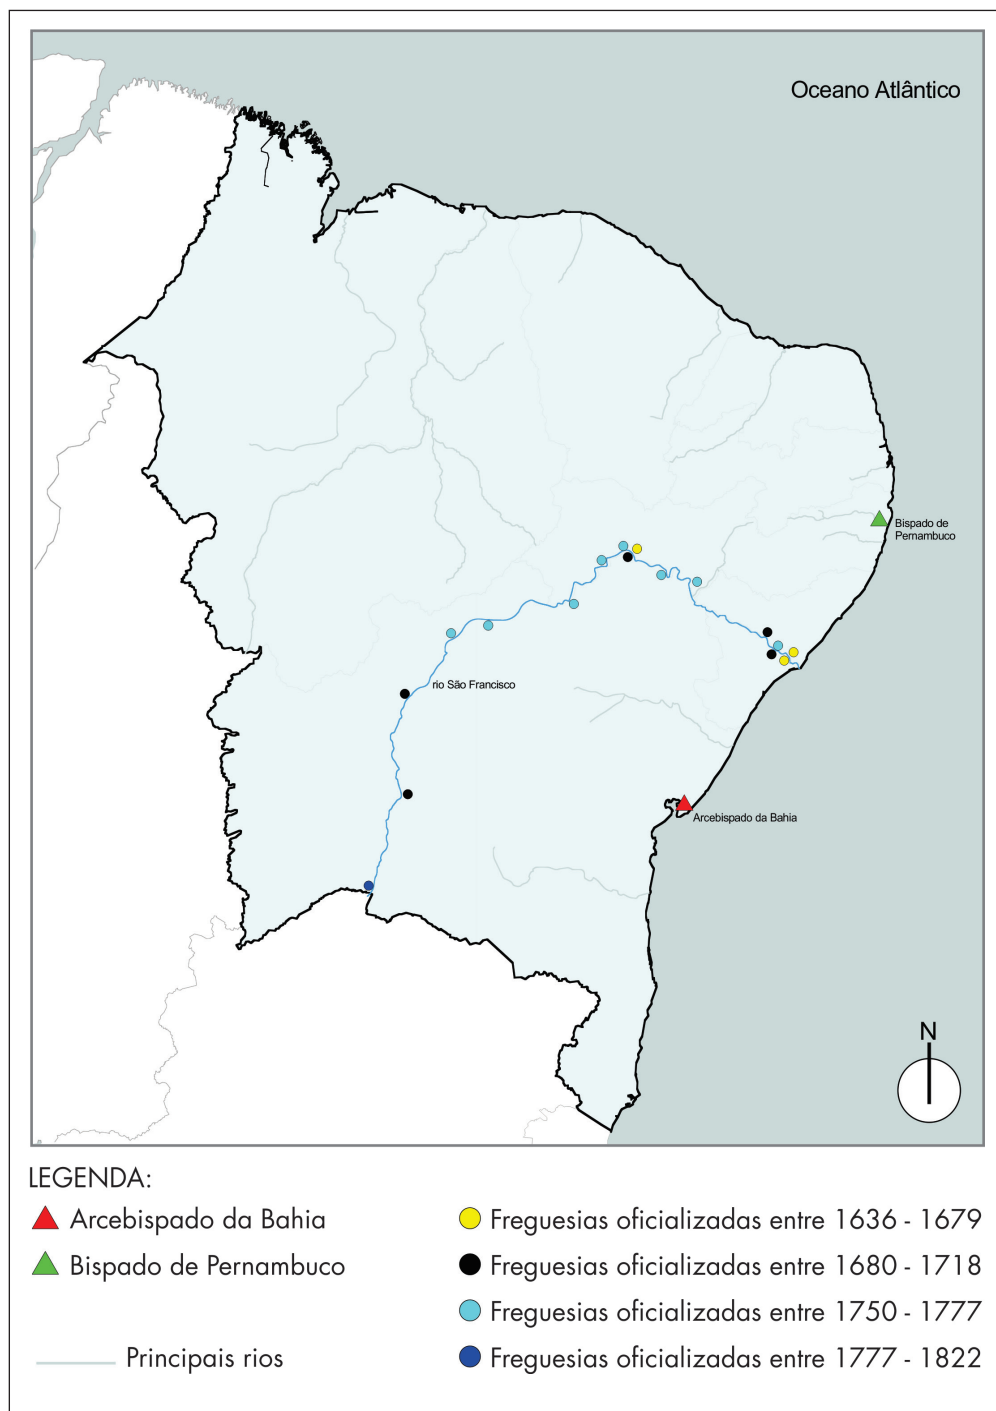 Oceano Atlântico
Bispado de
Pernambuco
rio São Francisco
Arcebispado da Bahia
N
LEGENDA:
Arcebispado da Bahia
Bispado de Pernambuco
Principais rios
Freguesias oficializadas entre 1636 - 1679
Freguesias oficializadas entre 1680 - 1718
Freguesias oficializadas entre 1750 - 1777
Freguesias oficializadas entre 1777 - 1822